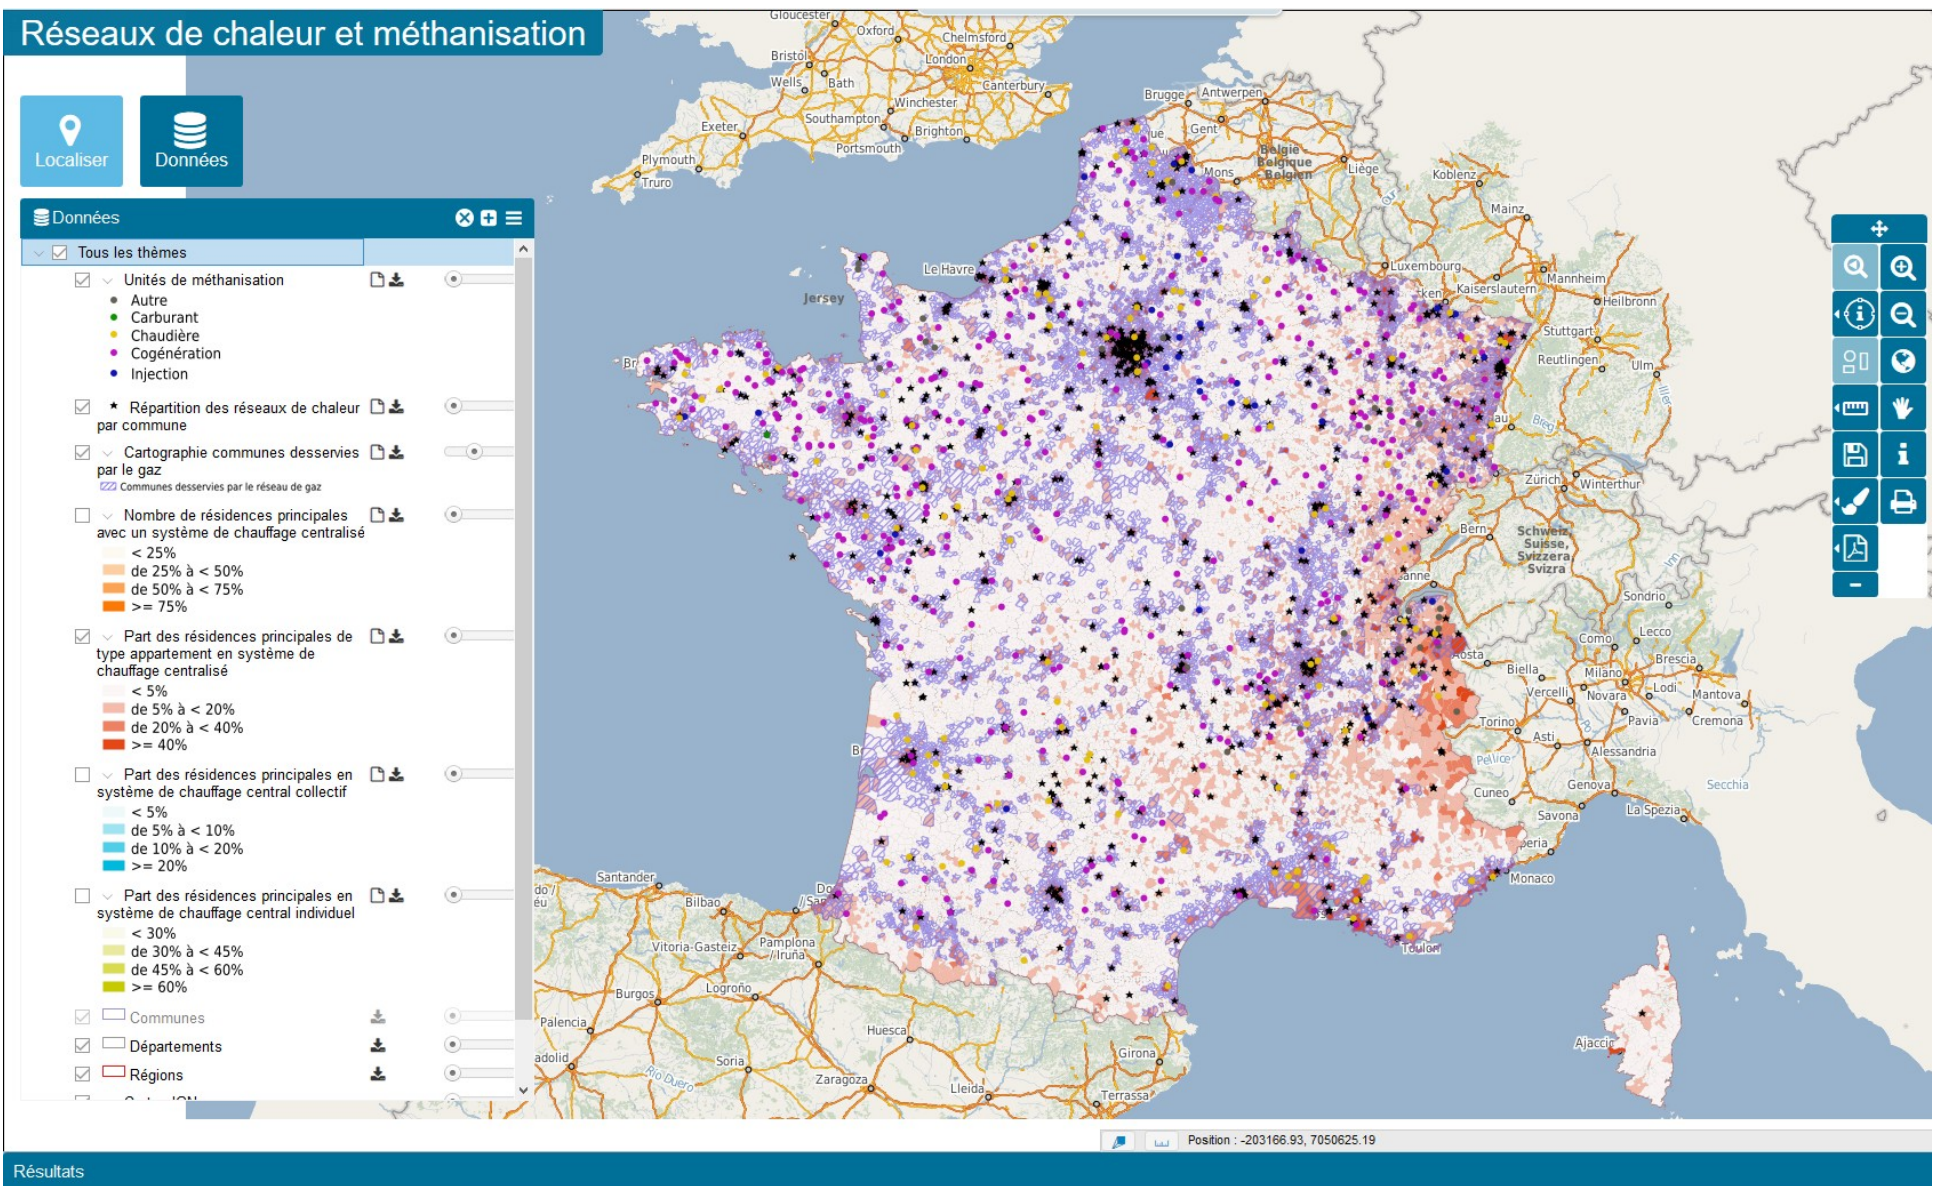 Réseaux de chaleur et méthanisation
Localiser
Données
Données
Tous les thèmes
Unités de méthanisation
Autre
Carburant
Chaudière
Cogénération
Injection
Répartition des réseaux de chaleur
par commune
Cartographie communes desservies
par le gaz
Communes desservies par le réseau de gaz
Nombre de résidences principales
avec un système de chauffage centralisé
< 25%
de 25% à < 50%
de 50% à < 75%
>= 75%
Part des résidences principales de
type appartement en système de
chauffage centralisé
< 5%
de 5% à < 20%
de 20% à < 40%
>= 40%
Part des résidences principales en
système de chauffage central collectif
< 5%
de 5% à < 10%
de 10% à < 20%
>= 20%
Part des résidences principales en
système de chauffage central individuel
< 30%
de 30% à < 45%
de 45% à < 60%
>= 60%
Communes
Départements
Régions
Gloucester
Oxford
Chelmsford
Bristol
London
Wells
Bath
Canterbury
Winchester
Southampton
Exeter
Brighton
Portsmouth
Plymouth
Truro
Brugge
Antwerpen
Gent
België -
Belgique
- Belgien
Mons
Liège
Koblenz
Mainz
Le Havre
Jersey
Luxembourg
Mannheim
Kaiserslautern
Heilbronn
Stuttgart
Reutlingen
Ulm
Iller
Breg
Zürich
Winterthur
Bern
Schweiz,
Suisse,
Svizzera,
Svizra
Inn
Sondrio
Como
Lecco
Biella
Brescia
Milano
Vercelli
Novara
Lodi
Mantova
Torino
Pavia
Cremona
Asti
Alessandria
Pellice
Cuneo
Genova
Secchia
Savona
La Spezia
Monaco
Toulon
Santander
Bilbao
Vitoria-Gasteiz
Pamplona
/ Iruña
Burgos
Logroño
Palencia
Huesca
Soria
Girona
Río Duero
Zaragoza
Lleida
Terrassa
Position : -203166.93, 7050625.19
Résultats